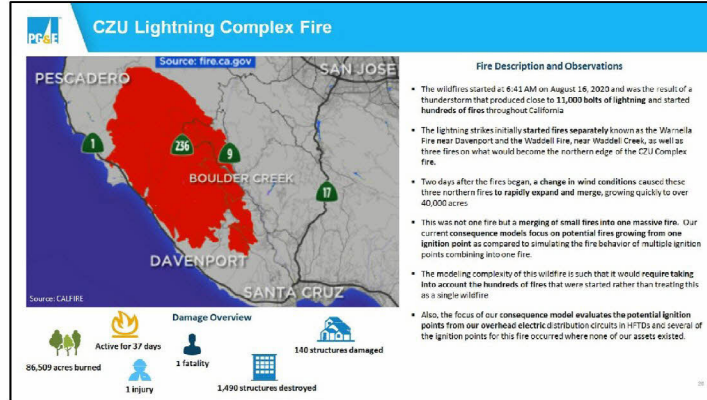 PG&E
CZU Lightning Complex Fire
Source: fire.ca.gov
PESCADERO
SAN JOSE
1
236
9
BOULDER CREEK
17
DAVENPORT
SANTA CRUZ
Source: CALFIRE
Damage Overview
86,509 acres burned
Active for 37 days
1 injury
1 fatality
1,490 structures destroyed
140 structures damaged
Fire Description and Observations
• The wildfires started at 6:41 AM on August 16, 2020 and was the result of a
thunderstorm that produced close to 11,000 bolts of lightning and started
hundreds of fires throughout California
• The lightning strikes initially started fires separately known as the Warnella
Fire near Davenport and the Waddell Fire, near Waddell Creek, as well as
three fires on what would become the northern edge of the CZU Complex
fire.
• Two days after the fires began, a change in wind conditions caused these
three northern fires to rapidly expand and merge, growing quickly to over
40,000 acres
• This was not one fire but a merging of small fires into one massive fire. Our
current consequence models focus on potential fires growing from one
ignition point as compared to simulating the fire behavior of multiple ignition
points combining into one fire.
• The modeling complexity of this wildfire is such that it would require taking
into account the hundreds of fires that were started rather than treating this
as a single wildfire
• Also, the focus of our consequence model evaluates the potential ignition
points from our overhead electric distribution circuits in HFTDs and several of
the ignition points for this fire occurred where none of our assets existed.